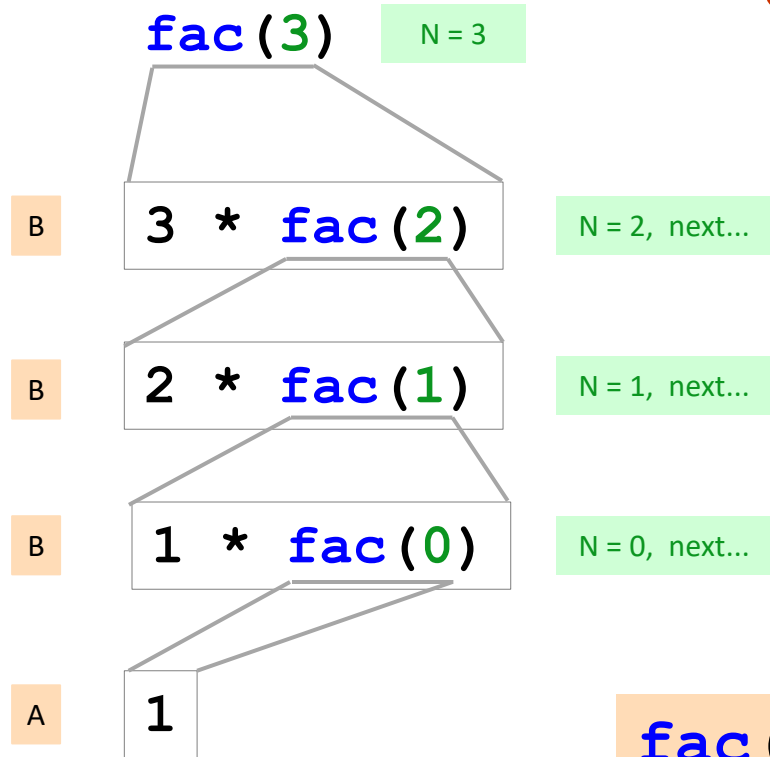 fac(3) N = 3
B 3 * fac(2) N = 2, next...
B 2 * fac(1) N = 1, next...
B 1 * fac(0) N = 0, next...
A 1
fac(